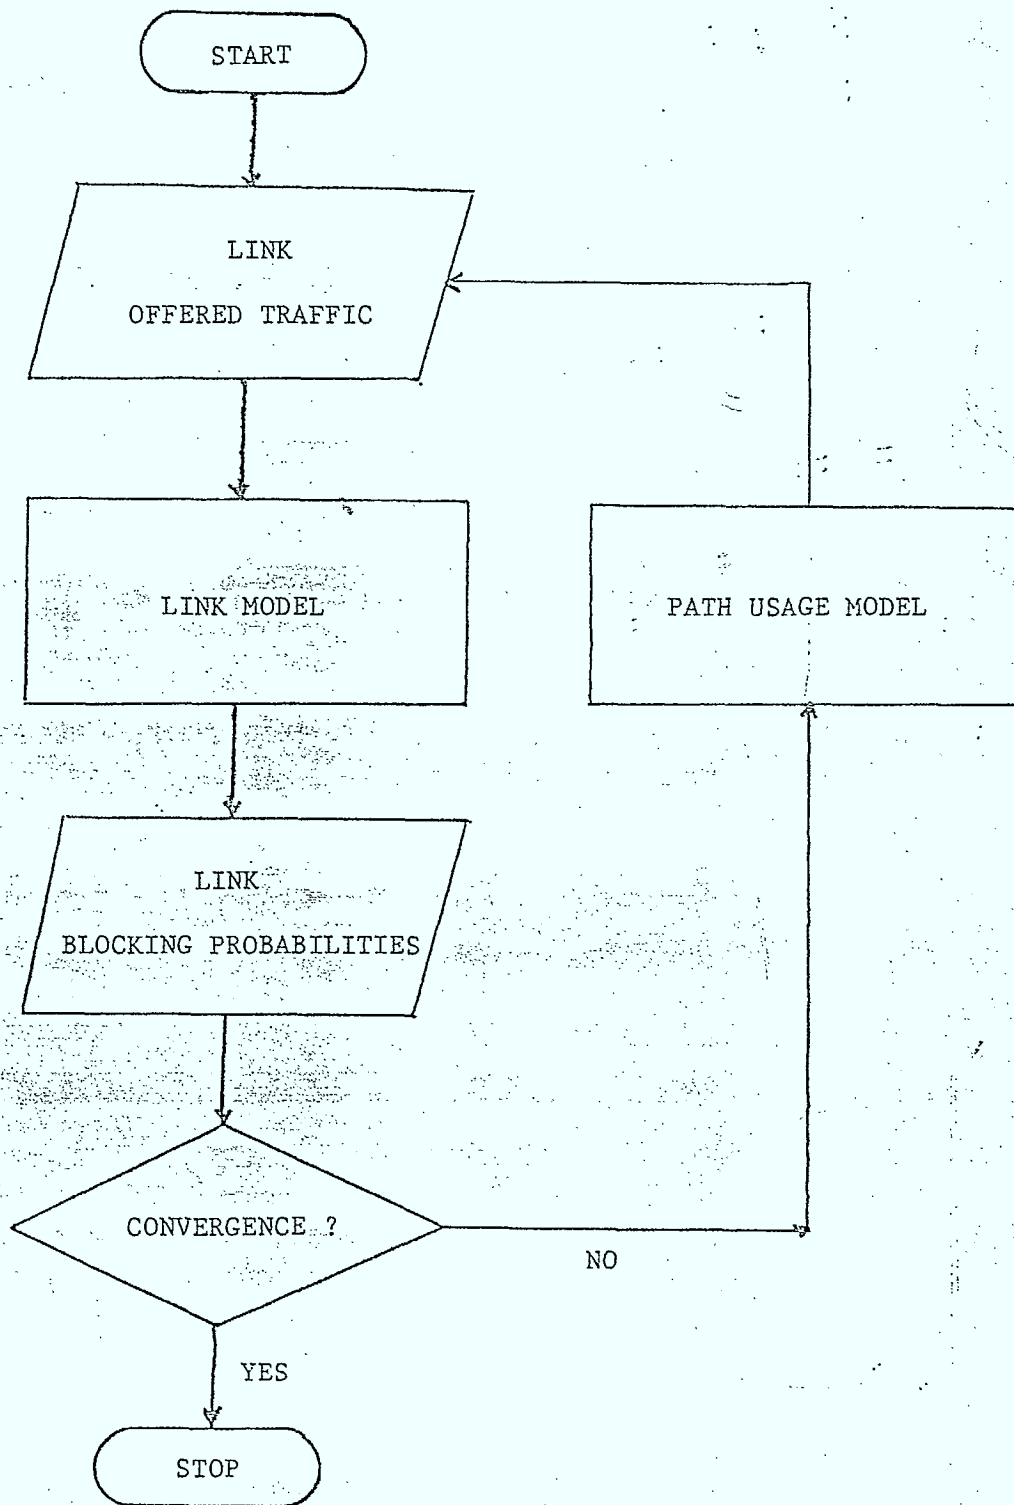 START
LINK
OFFERED TRAFFIC
LINK MODEL
PATH USAGE MODEL
LINK
BLOCKING PROBABILITIES
CONVERGENCE ?
NO
YES
STOP